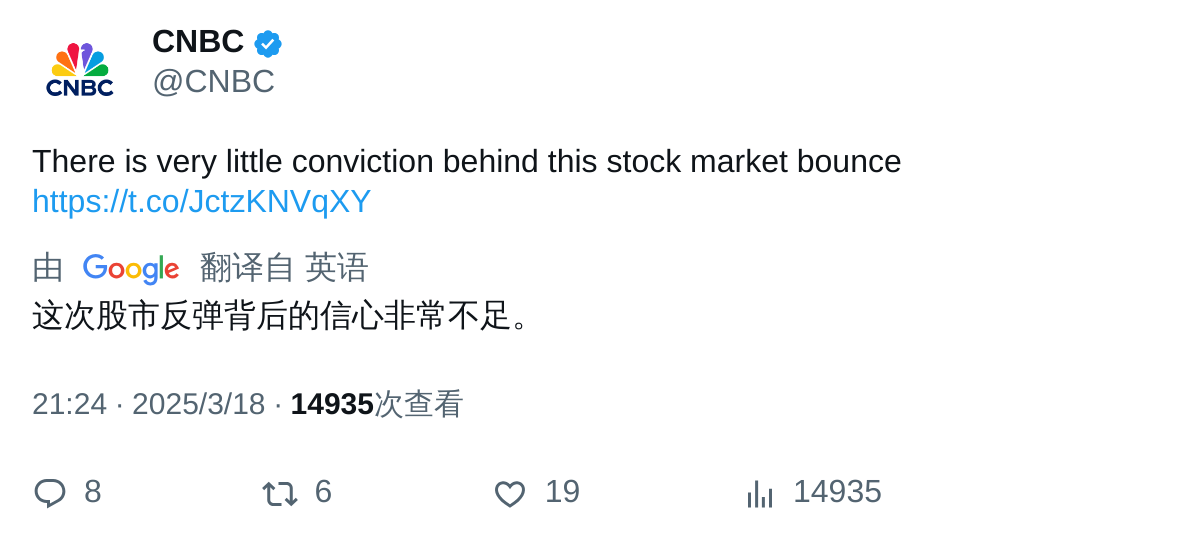 CNBC
CNBC
@CNBC
There is very little conviction behind this stock market bounce
https://t.co/JctzKNVqXY
由 Google 翻译自 英语
这次股市反弹背后的信心非常不足。
21:24 · 2025/3/18 · 14935次查看
8 6 19 14935